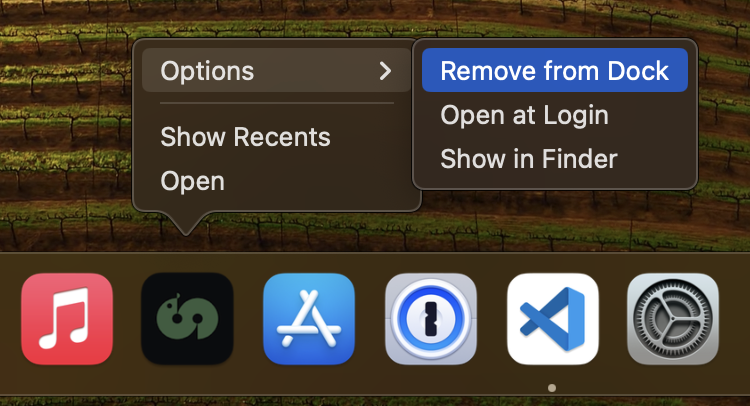 Options
Show Recents
Open
Remove from Dock
Open at Login
Show in Finder